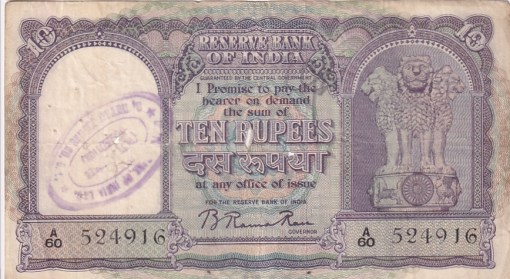 10 RESERVE BANK 10
OF INDIA
GUARANTEED BY THE CENTRAL GOVERNMENT
I Promise to pay the
bearer on demand
the sum of
TEN RUPEES
दस रूपया
at any office of issue
FOR THE RESERVE BANK OF INDIA
B Rama Rau
GOVERNOR
A/60 524916
A/60 524916